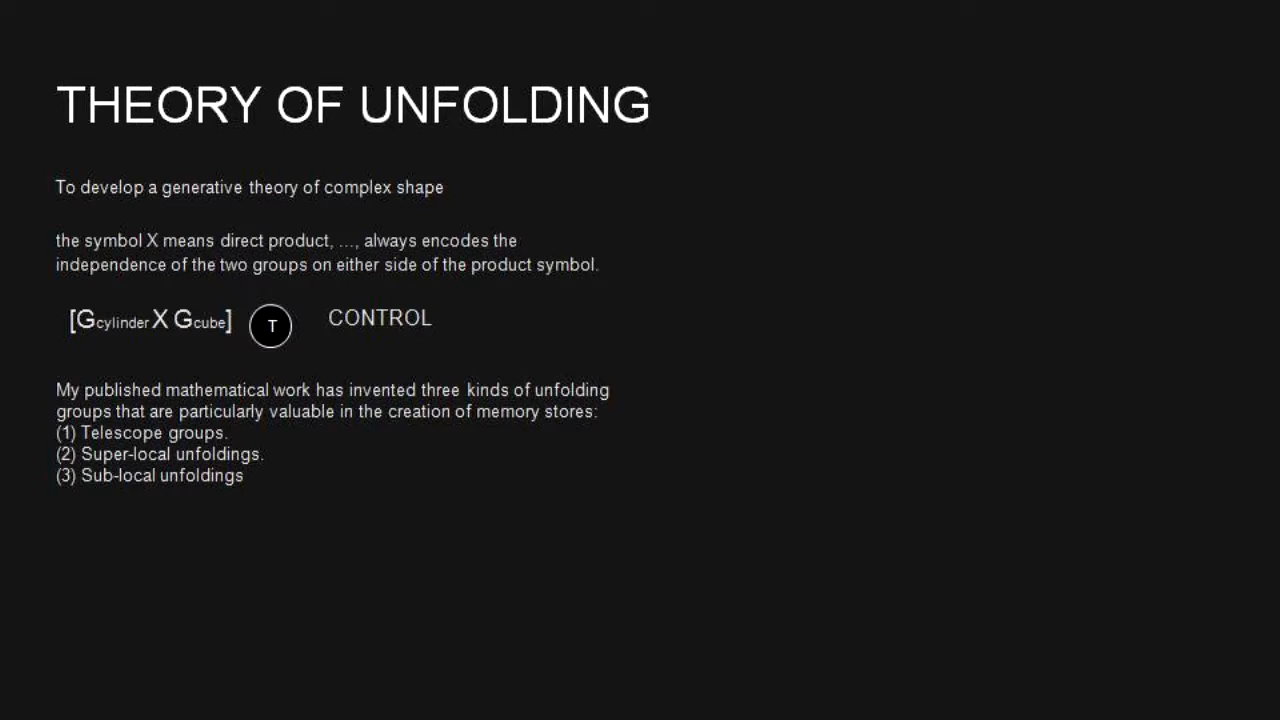 THEORY OF UNFOLDING
To develop a generative theory of complex shape
the symbol X means direct product, ..., always encodes the
independence of the two groups on either side of the product symbol.
[Gcylinder X Gcube] T CONTROL
My published mathematical work has invented three kinds of unfolding
groups that are particularly valuable in the creation of memory stores:
(1) Telescope groups.
(2) Super-local unfoldings.
(3) Sub-local unfoldings